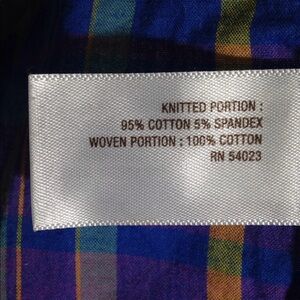 KNITTED PORTION :
95% COTTON 5% SPANDEX
WOVEN PORTION : 100% COTTON
RN 54023